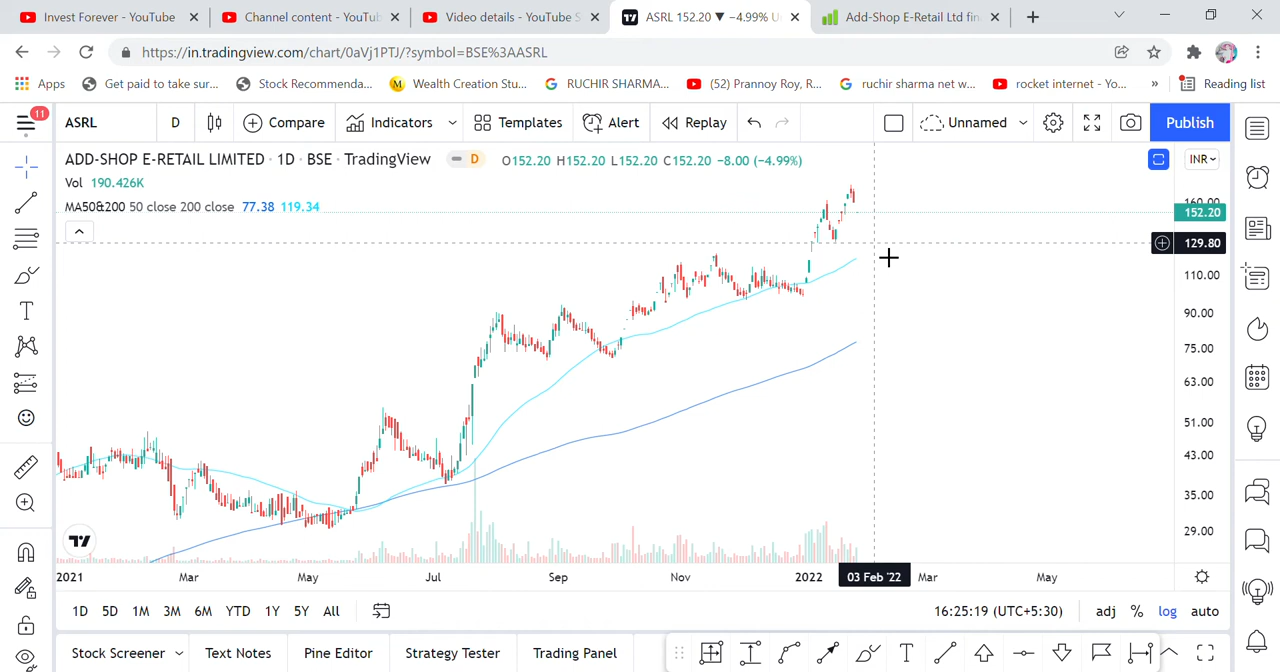 Invest Forever - YouTube
Channel content - YouTub
Video details - YouTube S
ASRL 152.20 ▼ −4.99% U
Add-Shop E-Retail Ltd fin
https://in.tradingview.com/chart/0aVj1PTJ/?symbol=BSE%3AASRL
Apps
Get paid to take sur...
Stock Recommenda...
Wealth Creation Stu...
RUCHIR SHARMA...
(52) Prannoy Roy, R...
ruchir sharma net w...
rocket internet - Yo...
»
Reading list
11
ASRL
D
Compare
Indicators
Templates
Alert
Replay
Unnamed
Publish
ADD-SHOP E-RETAIL LIMITED · 1D · BSE · TradingView
D
O152.20 H152.20 L152.20 C152.20 −8.00 (−4.99%)
INR
Vol 190.426K
MA50&200 50 close 200 close 77.38 119.34
160.00
152.20
129.80
110.00
90.00
75.00
63.00
51.00
43.00
35.00
29.00
2021
Mar
May
Jul
Sep
Nov
2022
03 Feb '22
Mar
May
1D 5D 1M 3M 6M YTD 1Y 5Y All
16:25:19 (UTC+5:30)
adj % log auto
Stock Screener
Text Notes
Pine Editor
Strategy Tester
Trading Panel